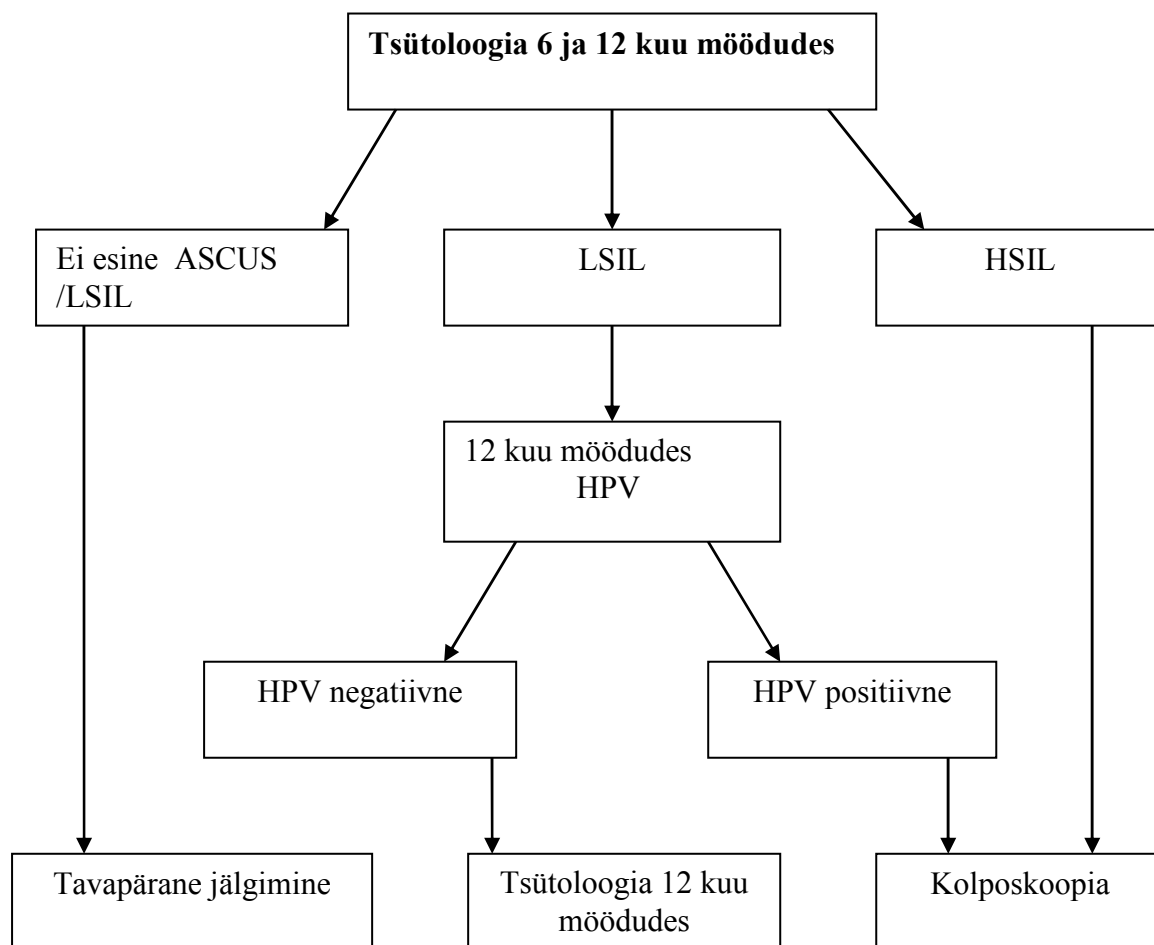 Tsütoloogia 6 ja 12 kuu möödudes
Ei esine ASCUS
/LSIL
LSIL
HSIL
12 kuu möödudes
HPV
HPV negatiivne
HPV positiivne
Tavapärane jälgimine
Tsütoloogia 12 kuu
möödudes
Kolposkoopia